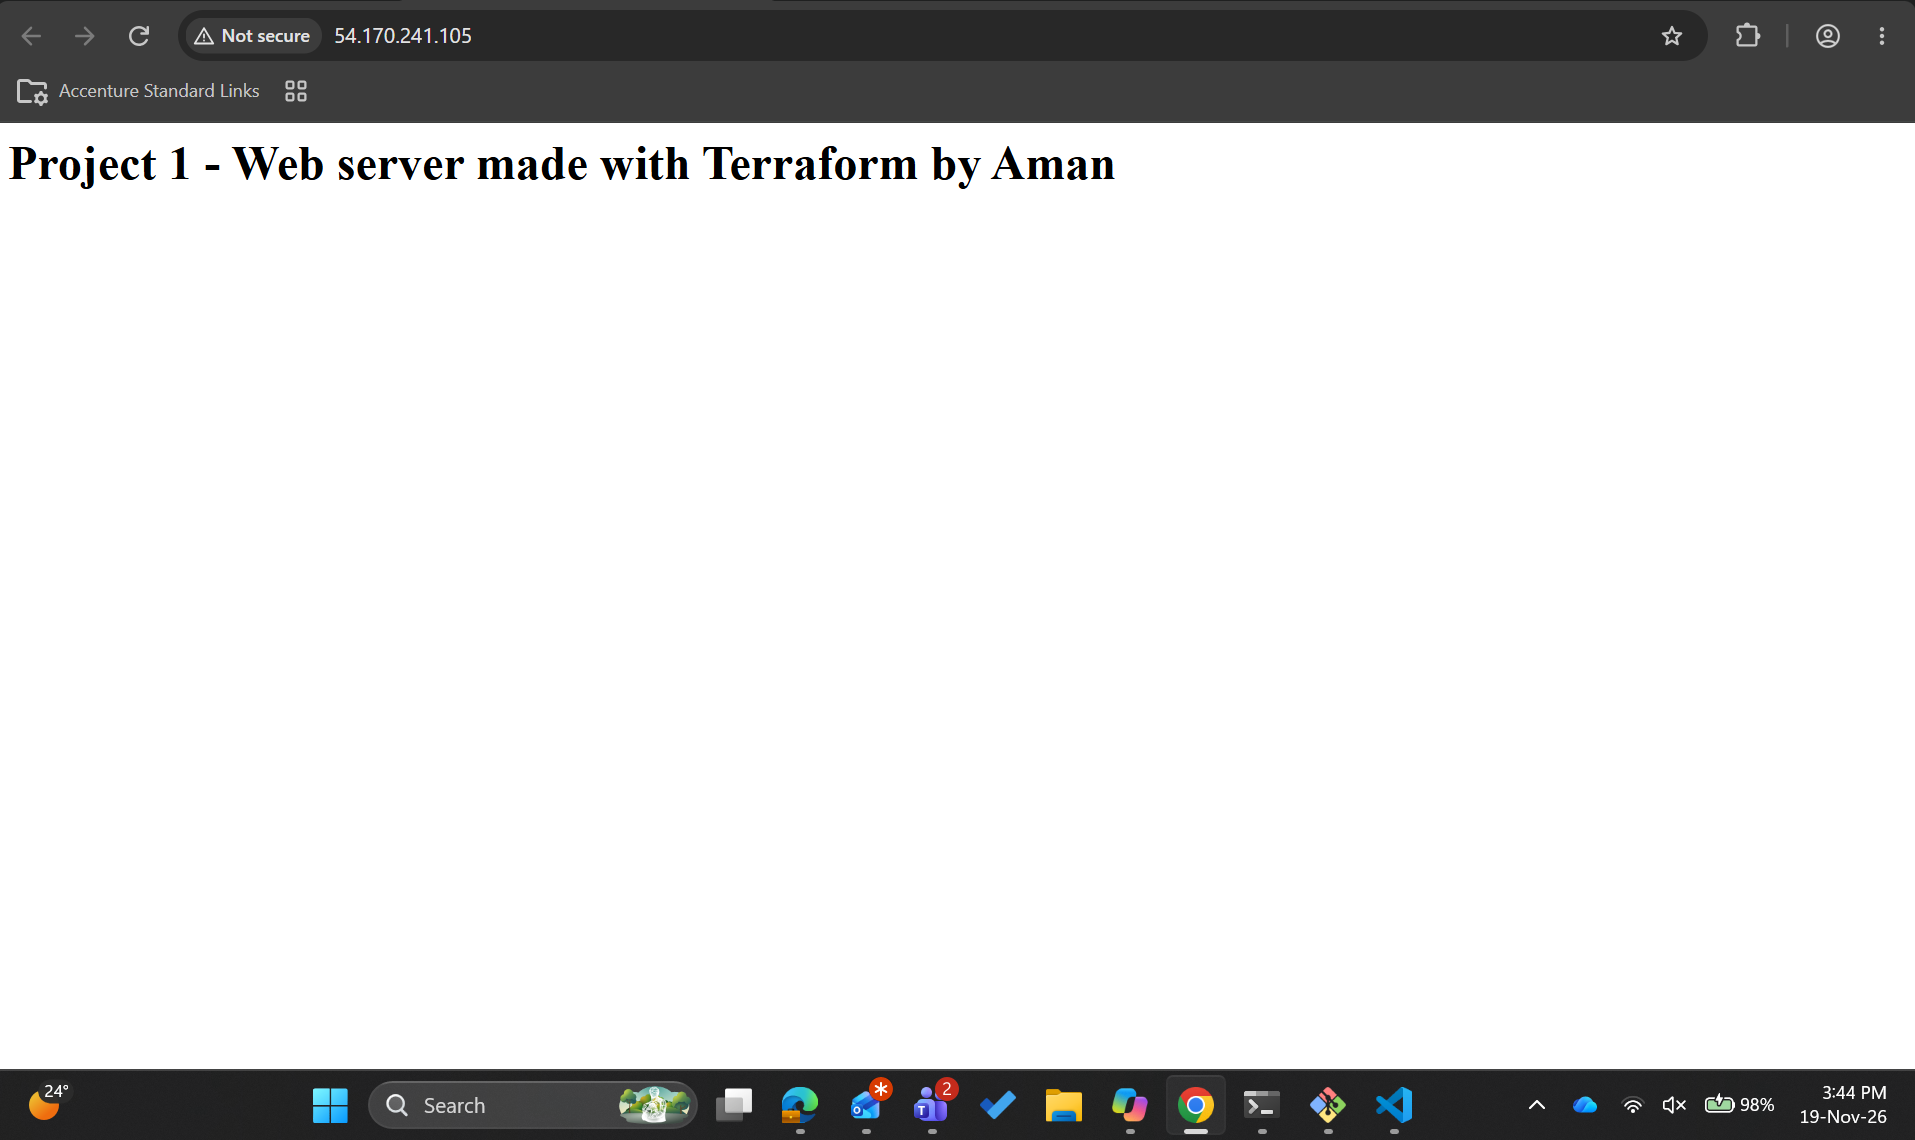 Not secure
54.170.241.105
Accenture Standard Links
Project 1 - Web server made with Terraform by Aman
24°
Search
2
98%
3:44 PM
19-Nov-26